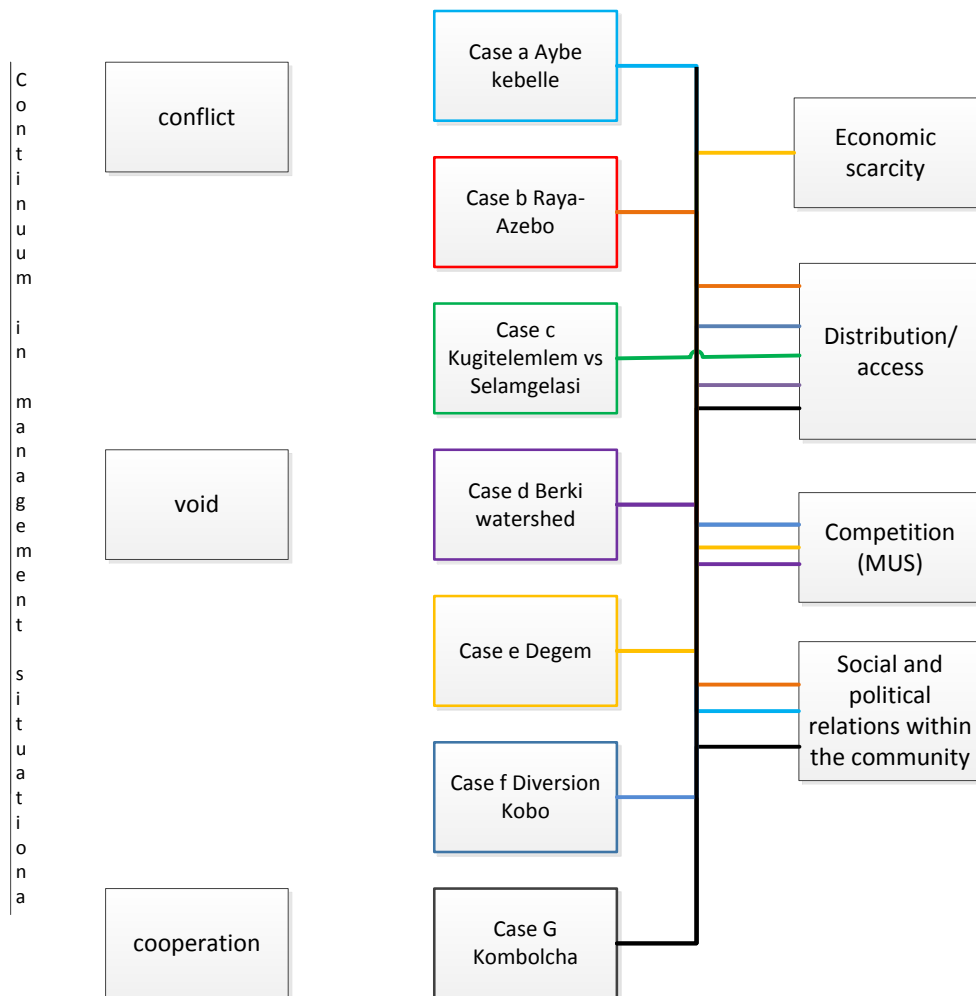 Continuum in management situationa
conflict
void
cooperation
Case a Aybe
kebelle
Case b Raya-
Azebo
Case c
Kugitelemlem vs
Selamgelasi
Case d Berki
watershed
Case e Degem
Case f Diversion
Kobo
Case G
Kombolcha
Economic
scarcity
Distribution/
access
Competition
(MUS)
Social and
political
relations within
the community